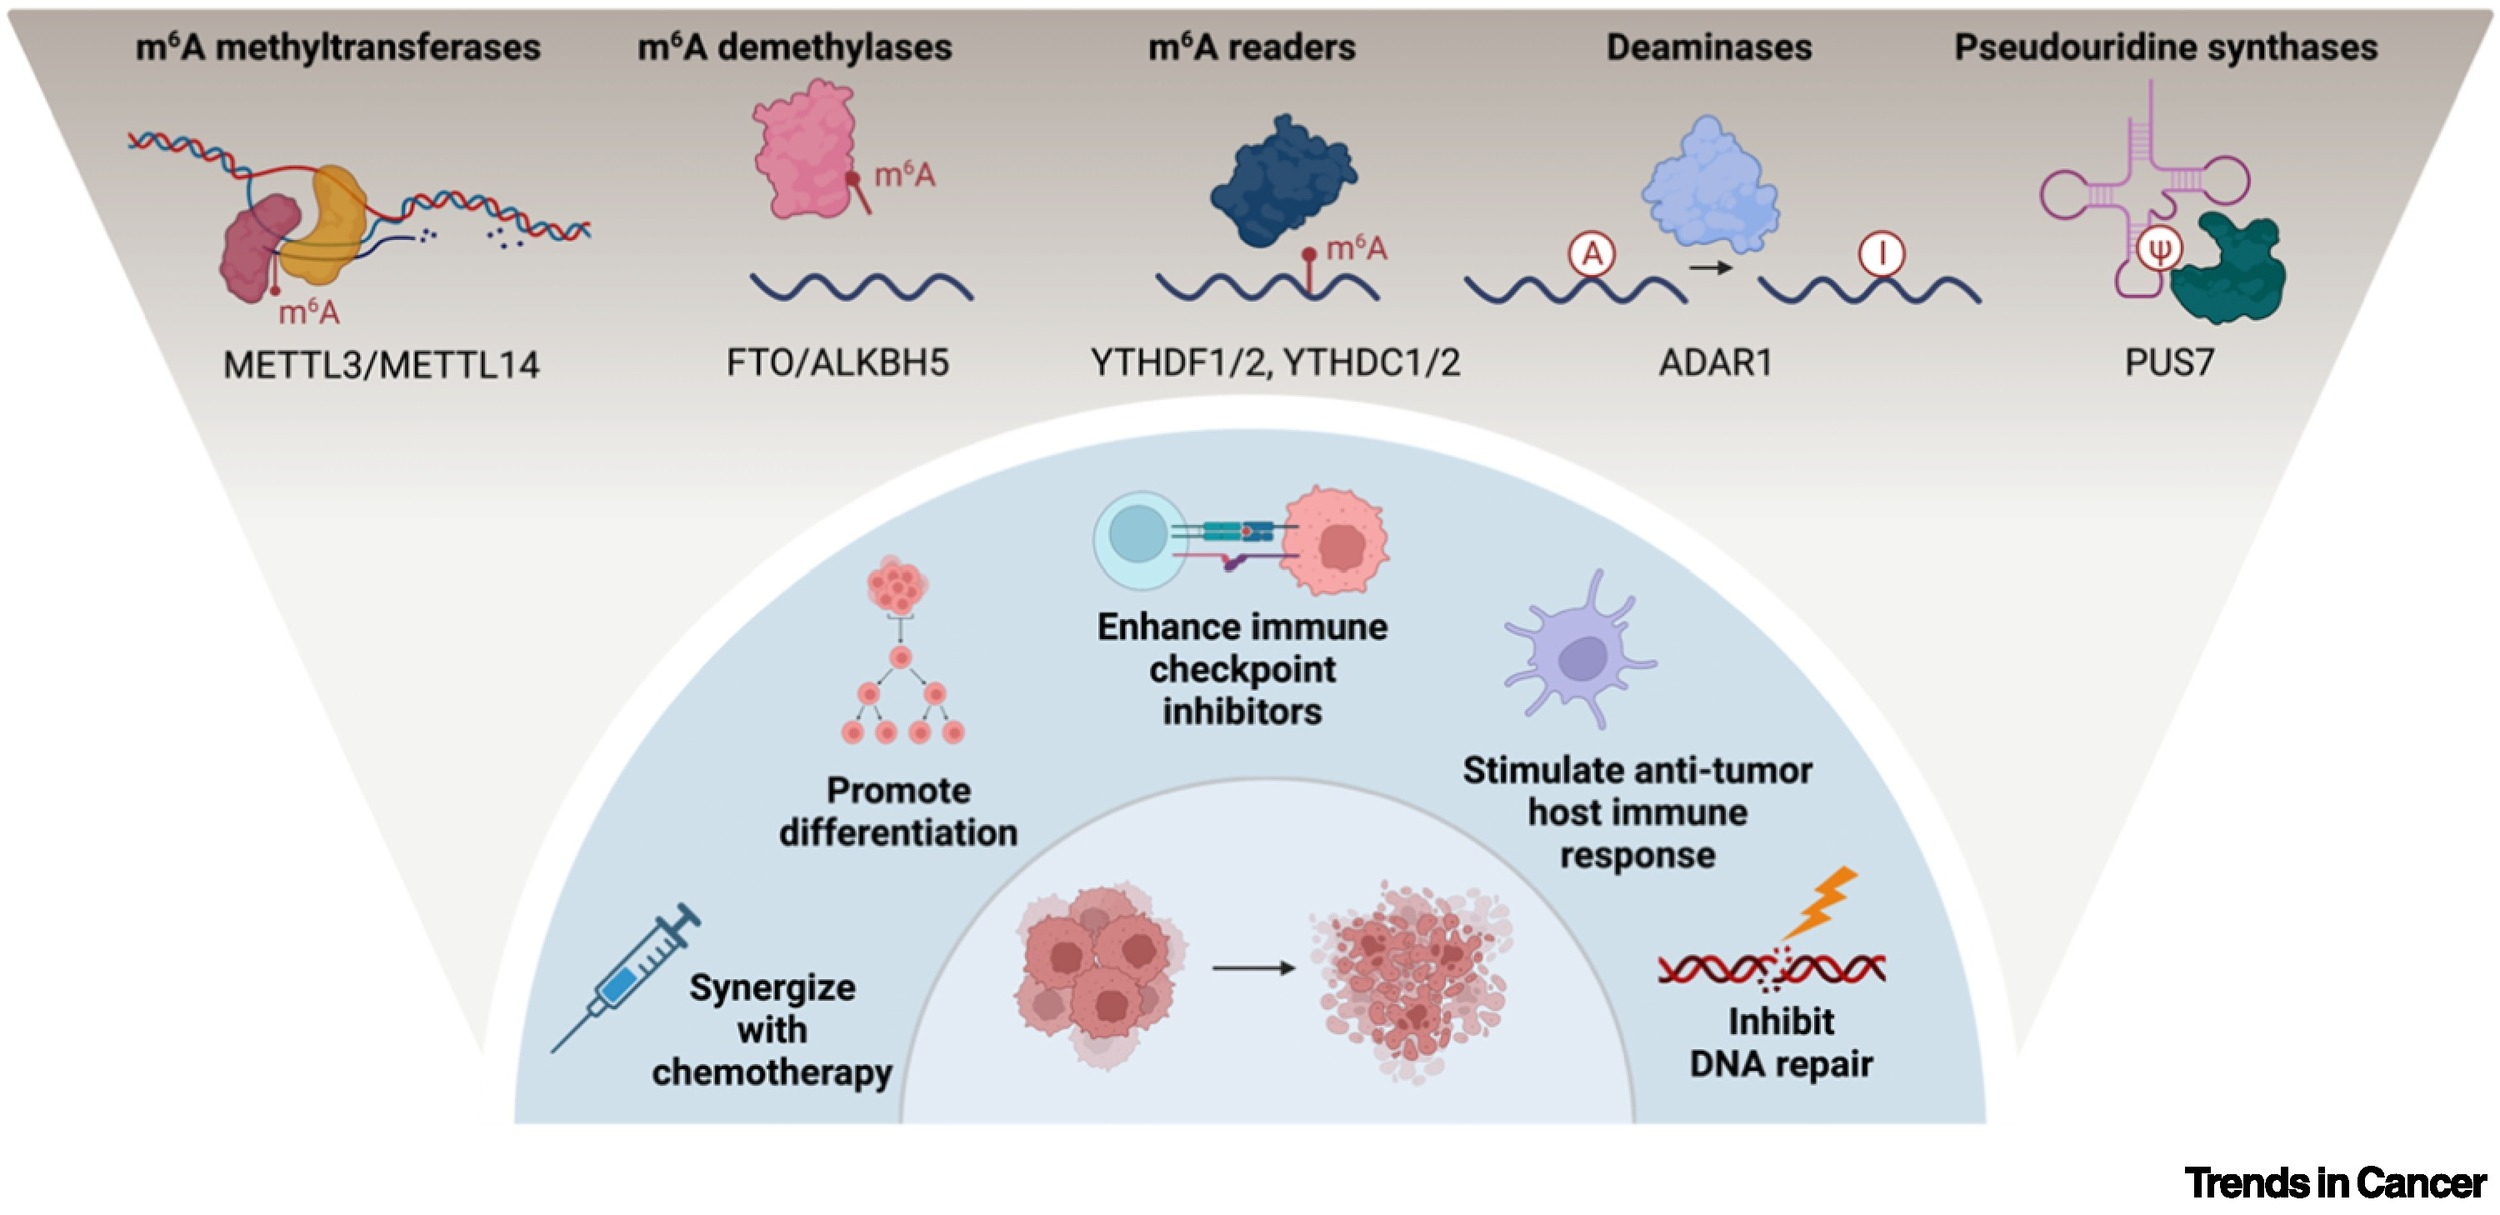 m⁶A methyltransferases
m⁶A demethylases
m⁶A readers
Deaminases
Pseudouridine synthases
m⁶A
m⁶A
m⁶A
A
I
ψ
METTL3/METTL14
FTO/ALKBH5
YTHDF1/2, YTHDC1/2
ADAR1
PUS7
Enhance immune
checkpoint
inhibitors
Promote
differentiation
Stimulate anti-tumor
host immune
response
Synergize
with
chemotherapy
Inhibit
DNA repair
Trends in Cancer